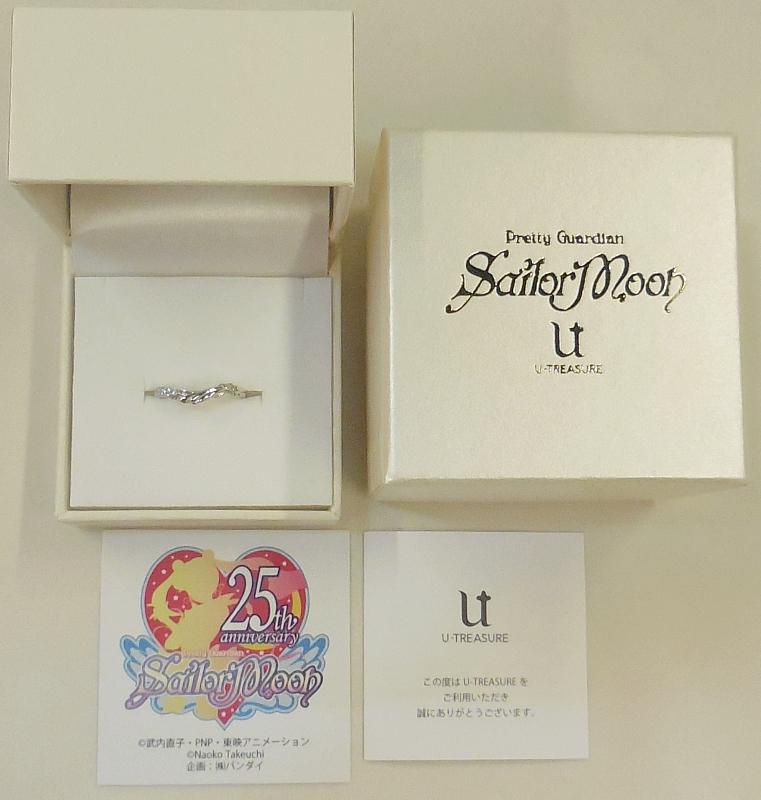 Pretty Guardian
Sailor Moon
U
U-TREASURE
25th
anniversary
Pretty Guardian
Sailor Moon
©武内直子・PNP・東映アニメーション
©Naoko Takeuchi
企画：㈱バンダイ
U
U-TREASURE
この度は U-TREASURE を
ご利用いただき
誠にありがとうございます。